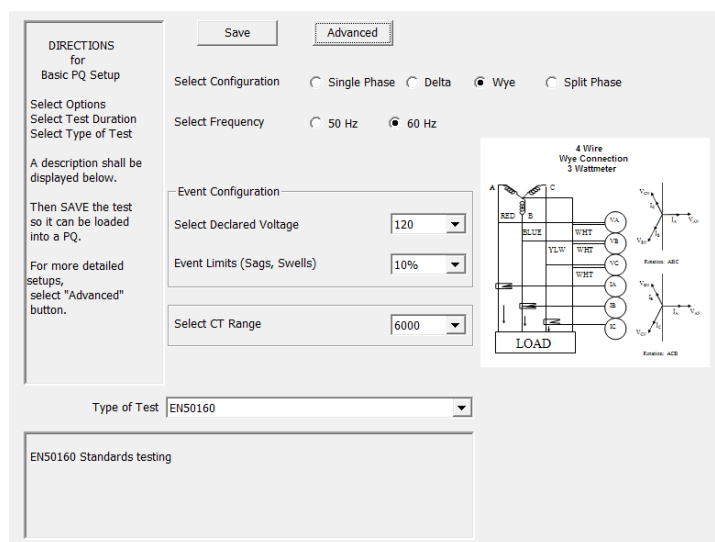 DIRECTIONS
for
Basic PQ Setup
Select Options
Select Test Duration
Select Type of Test
A description shall be
displayed below.
Then SAVE the test
so it can be loaded
into a PQ.
For more detailed
setups,
select "Advanced"
button.
Save
Advanced
Select Configuration
Single Phase
Delta
Wye
Split Phase
Select Frequency
50 Hz
60 Hz
Event Configuration
Select Declared Voltage
120
Event Limits (Sags, Swells)
10%
Select CT Range
6000
4 Wire
Wye Connection
3 Wattmeter
A
C
RED
B
BLUE
WHT
YLW
WHT
WHT
VA
VB
VC
IA
IB
IC
LOAD
Rotation: ABC
Rotation: ACB
Type of Test
EN50160
EN50160 Standards testing